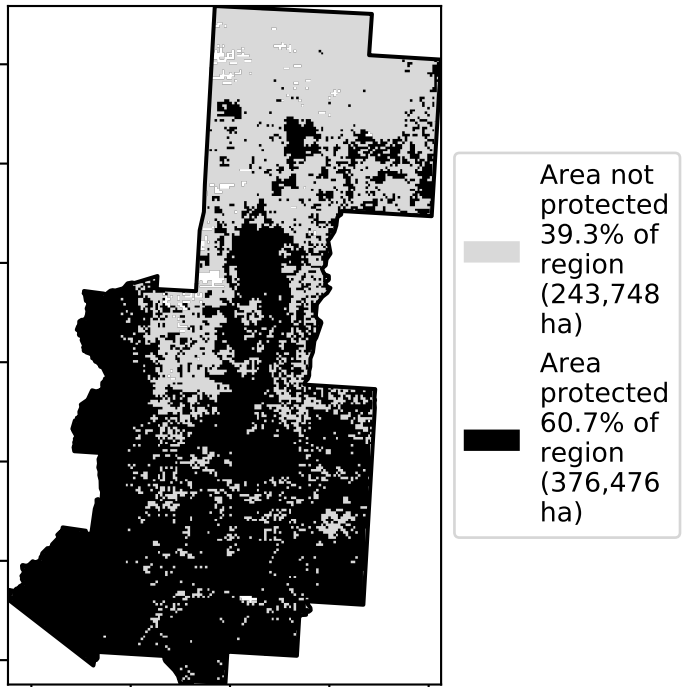 Area not
protected
39.3% of
region
(243,748
ha)
Area
protected
60.7% of
region
(376,476
ha)